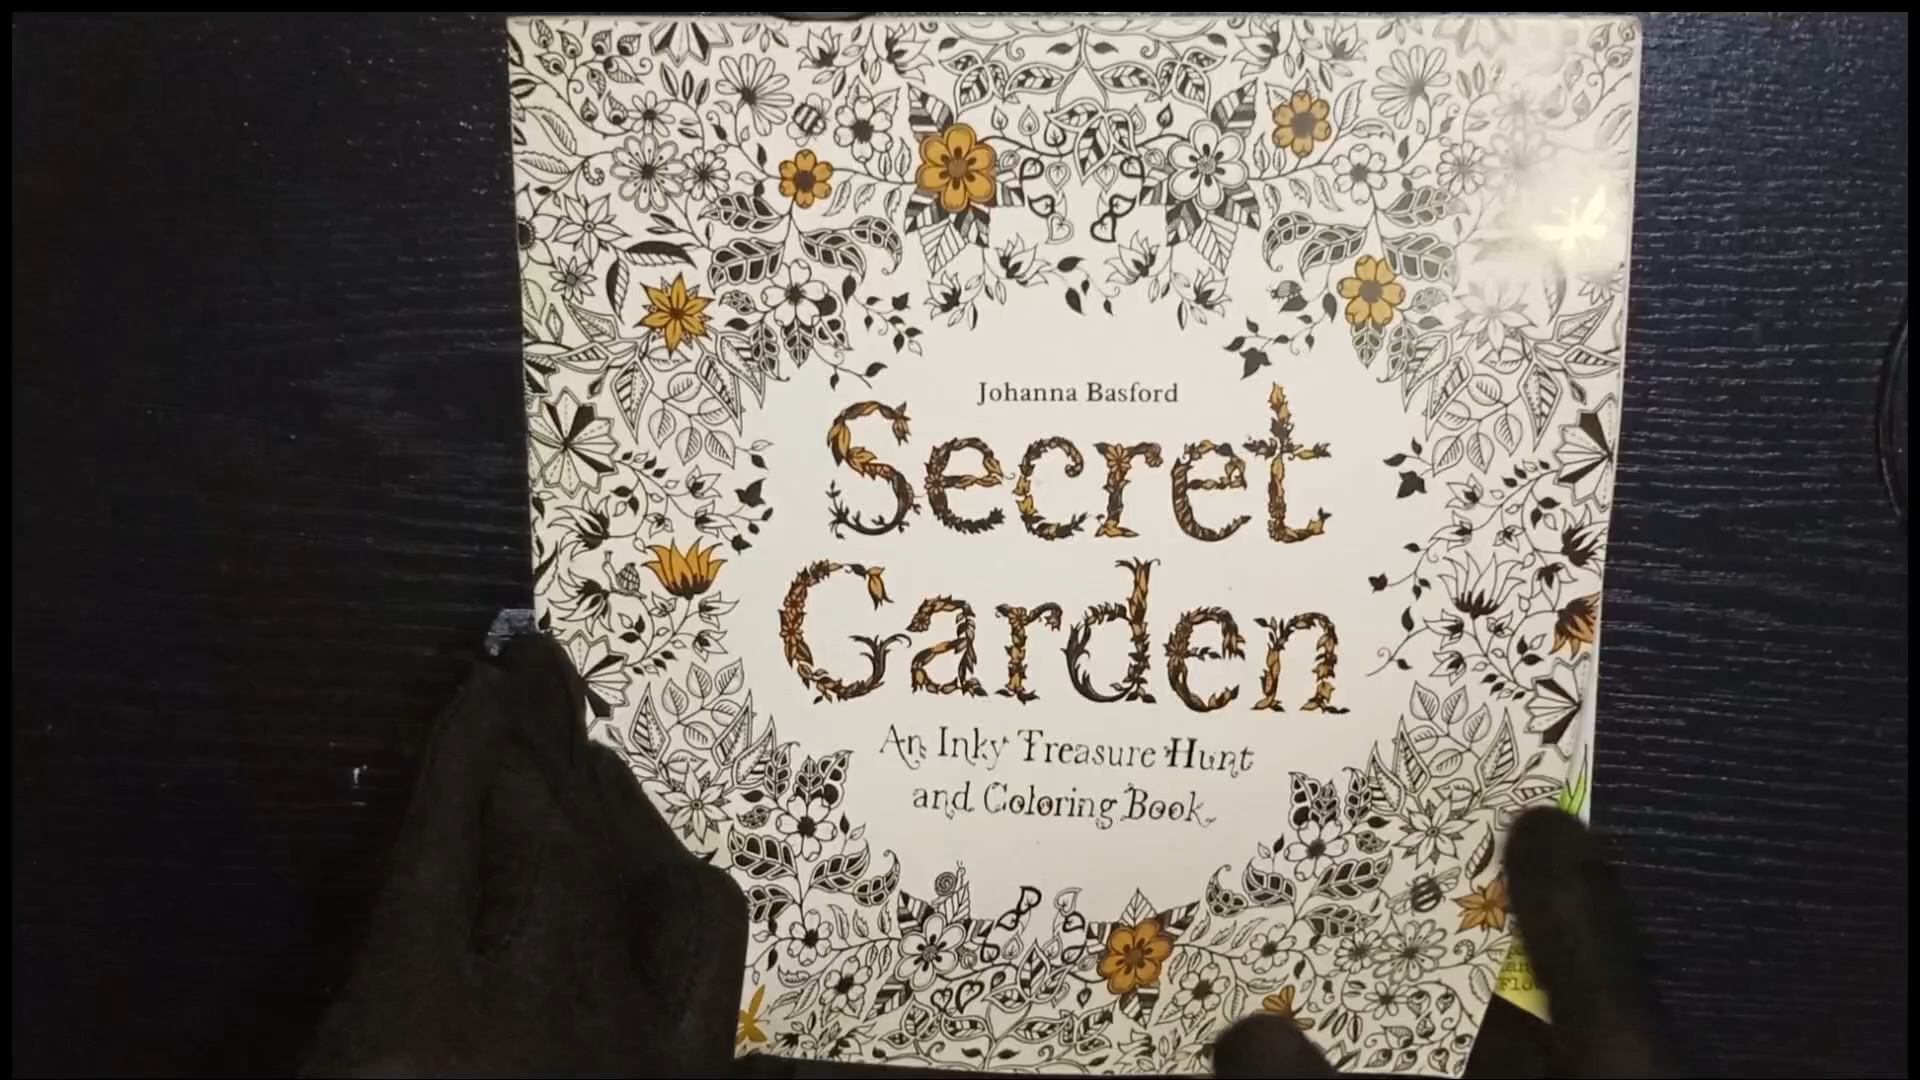 Johanna Basford
Secret
Garden
An Inky Treasure Hunt
and Coloring Book